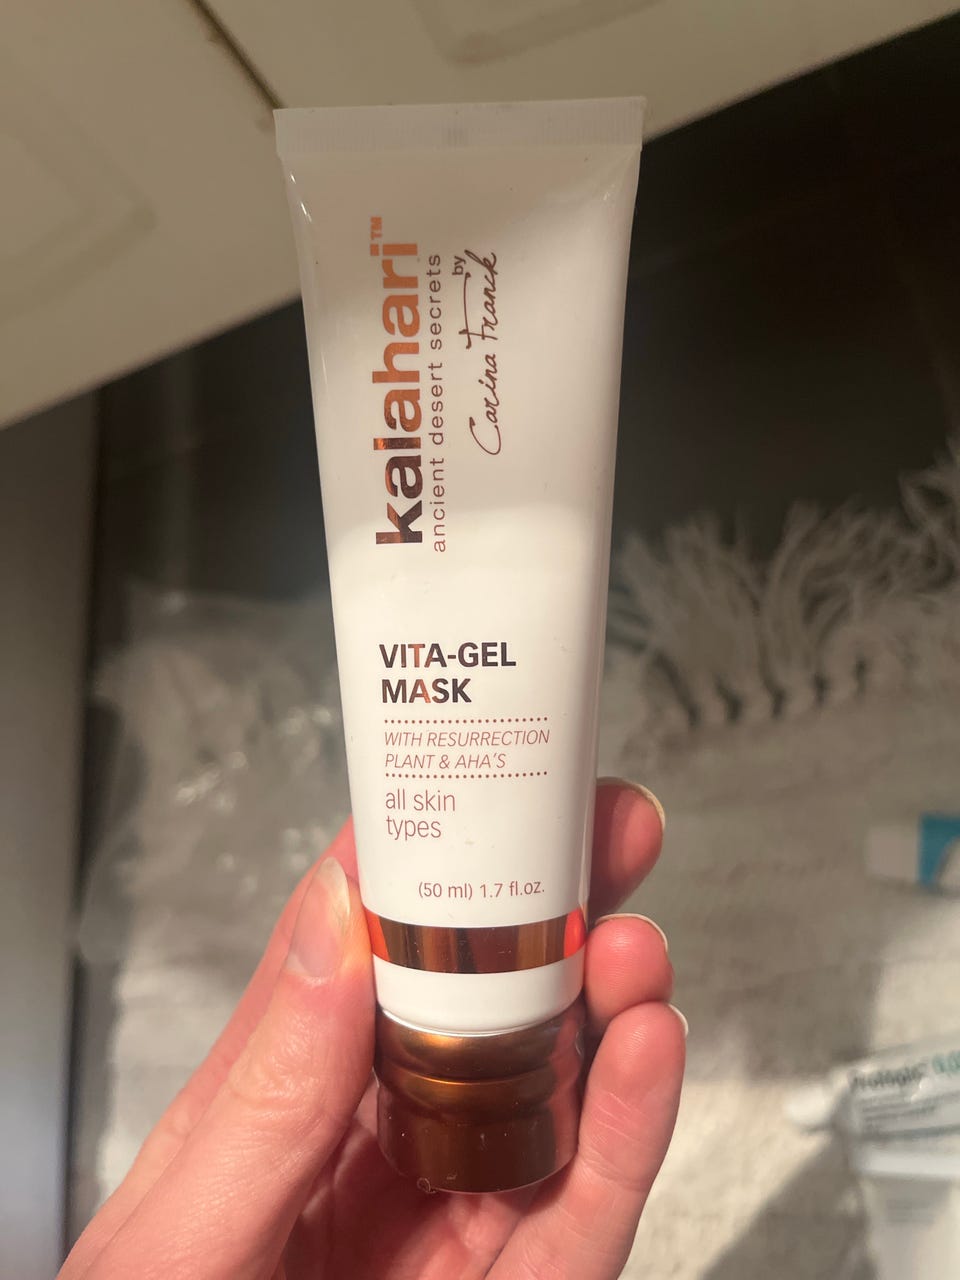 kalahari™
ancient desert secrets
by
Carina Franck
VITA-GEL
MASK
WITH RESURRECTION
PLANT & AHA'S
all skin
types
(50 ml) 1.7 fl.oz.